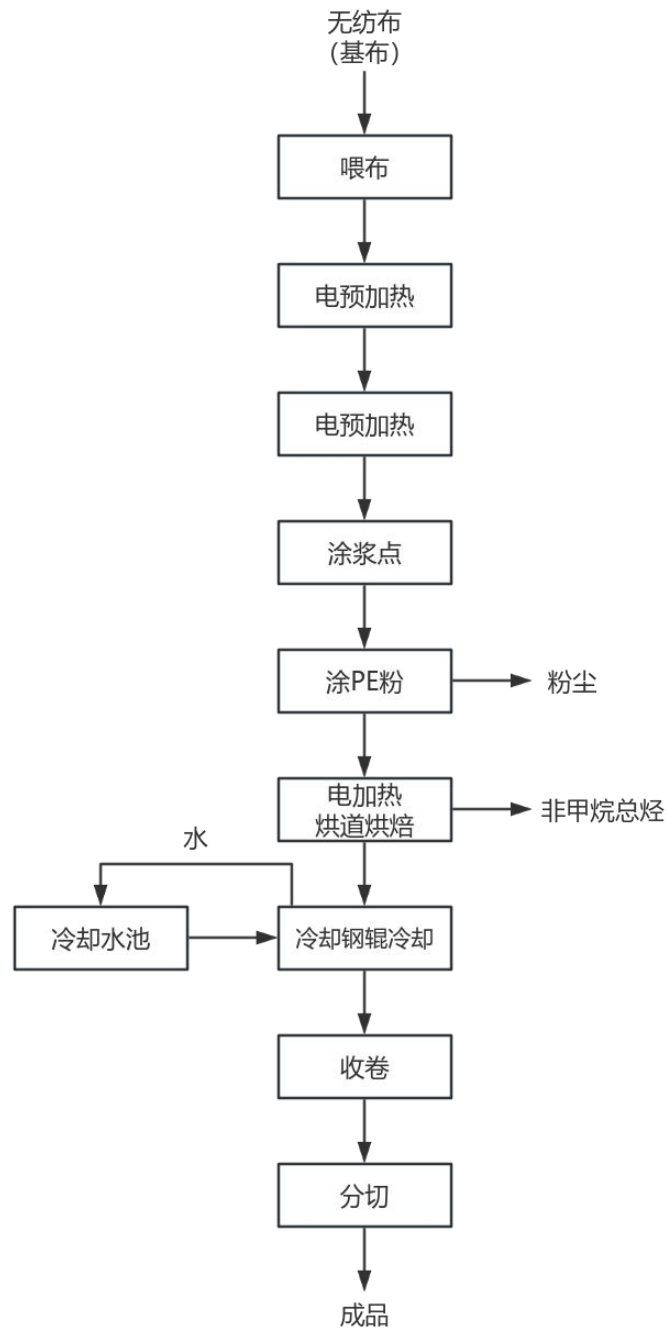 无纺布
（基布）
喂布
电预加热
电预加热
涂浆点
涂PE粉
粉尘
电加热
烘道烘焙
非甲烷总烃
水
冷却水池
冷却钢辊冷却
收卷
分切
成品